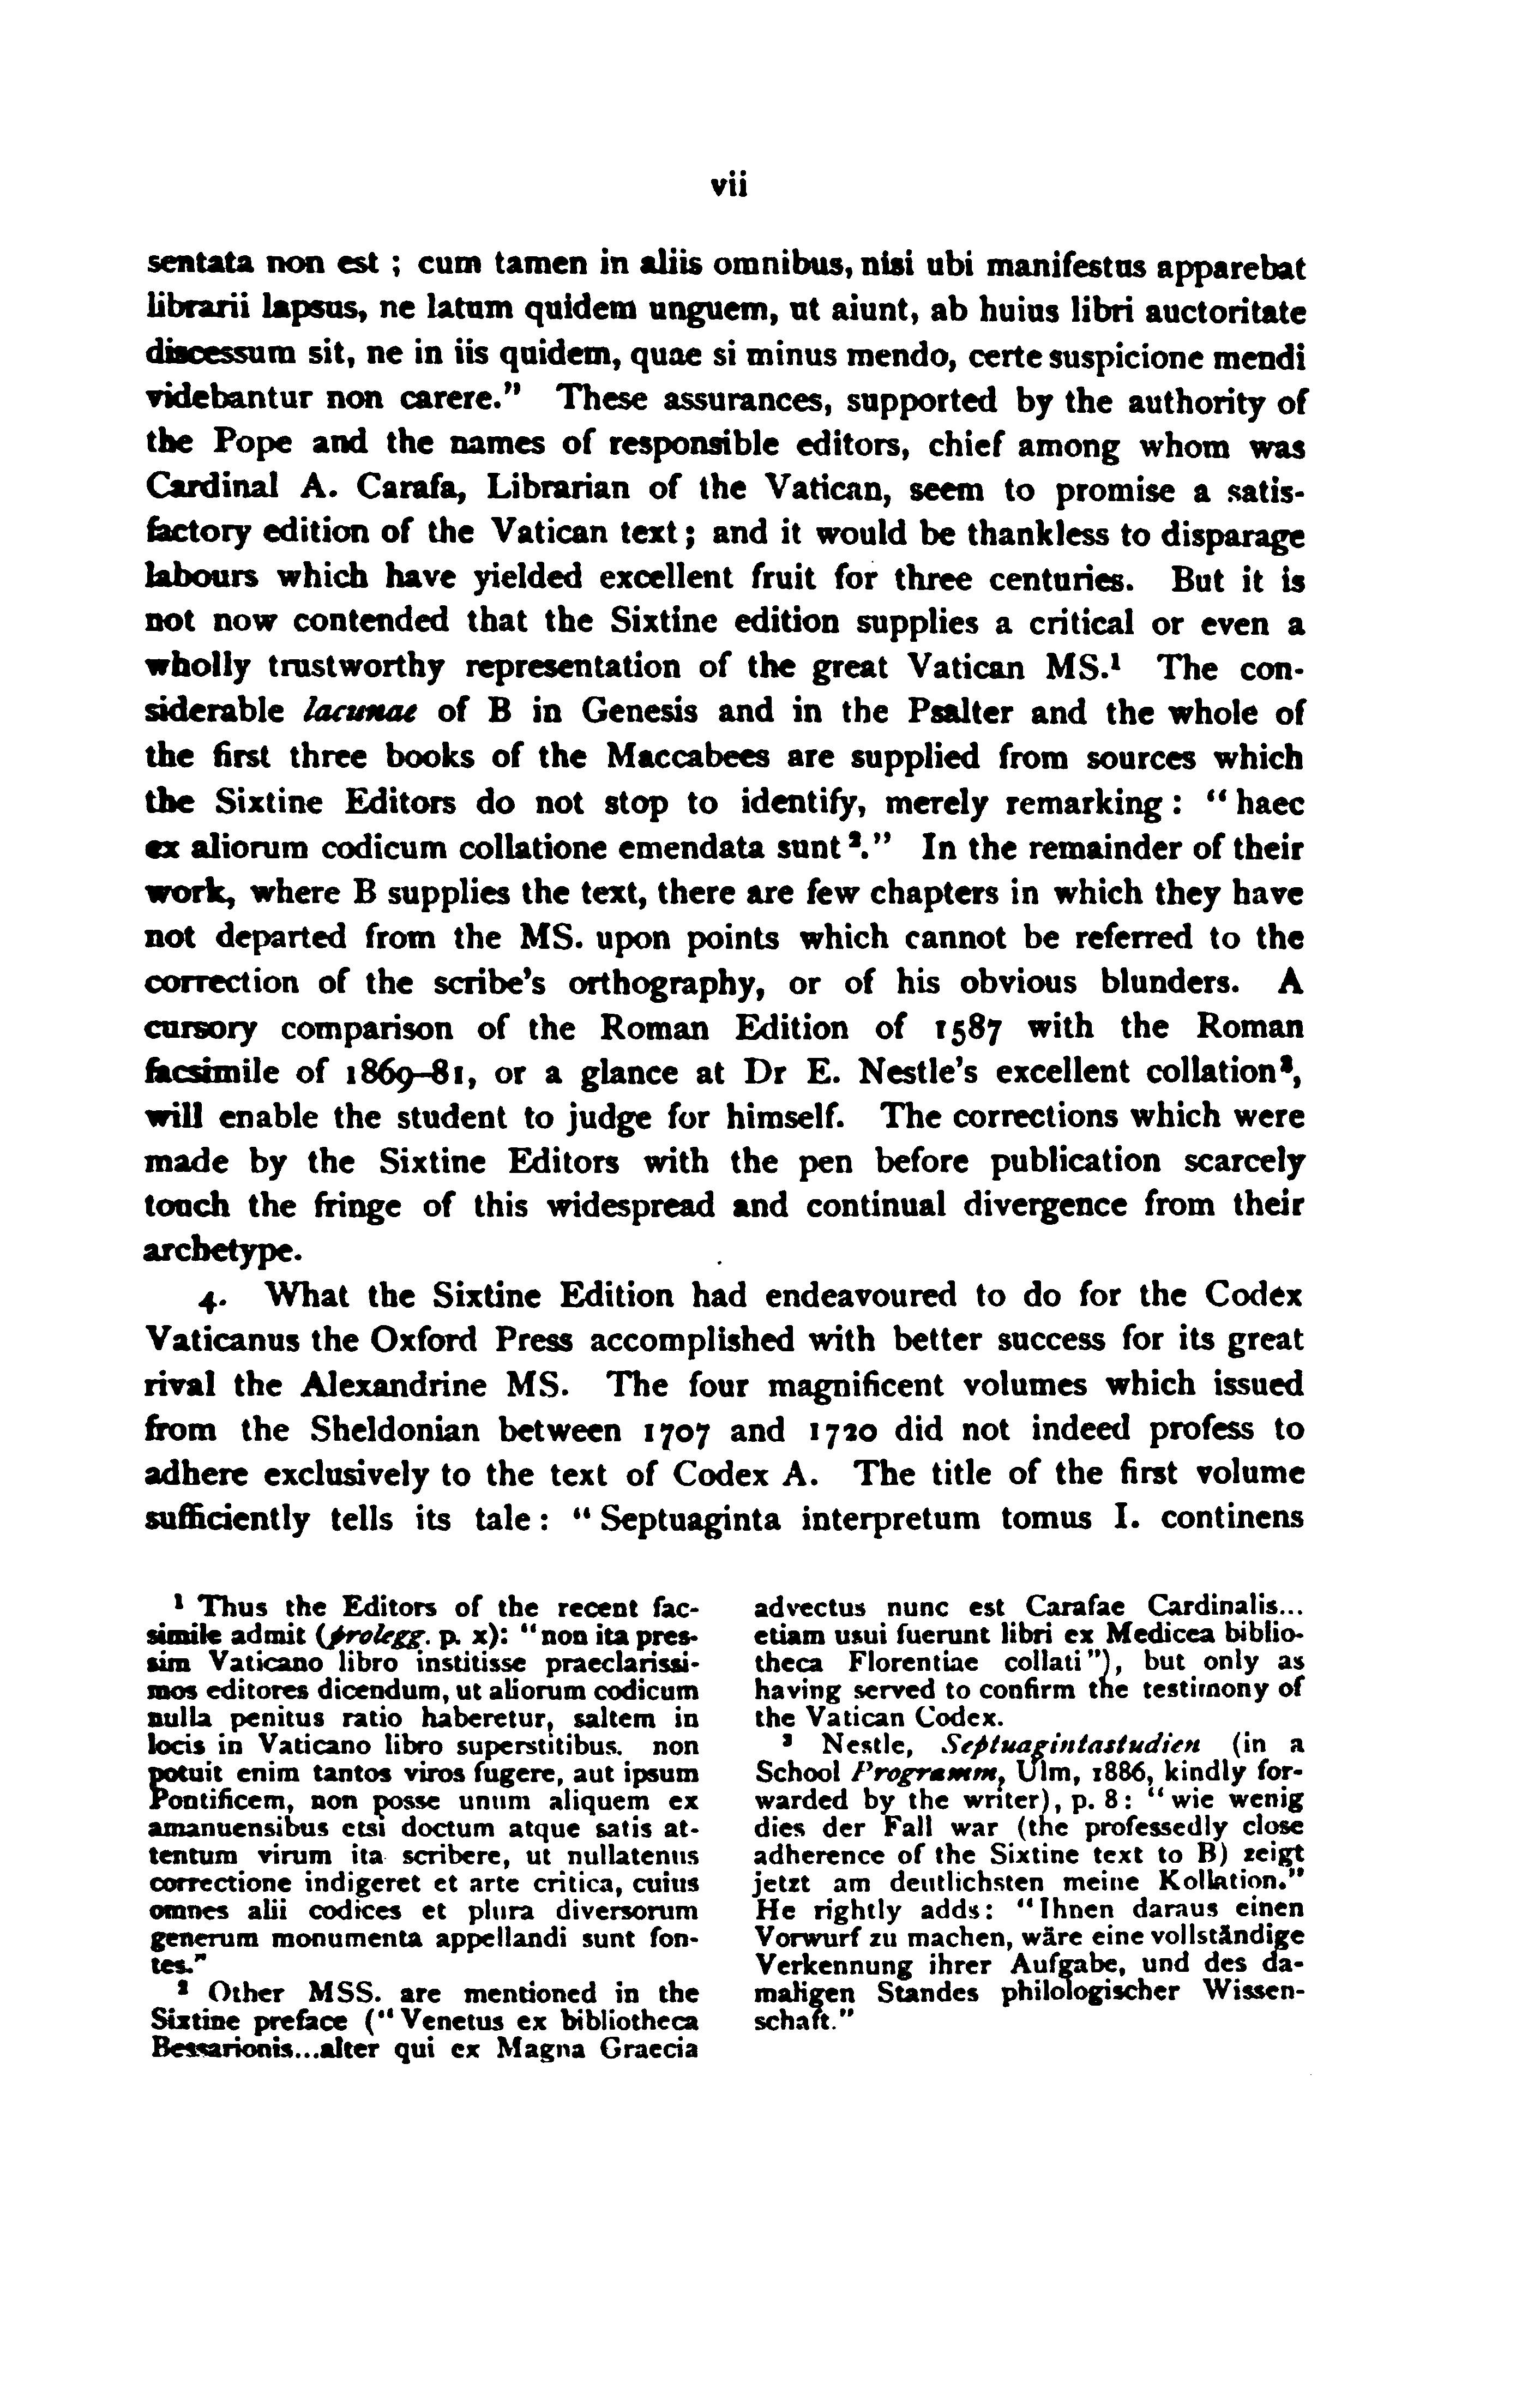 vii
sentata non est ; cum tamen in aliis omnibus, nisi ubi manifestus apparebat
librarii lapsus, ne latum quidem unguem, ut aiunt, ab huius libri auctoritate
discessum sit, ne in iis quidem, quae si minus mendo, certe suspicione mendi
videbantur non carere.” These assurances, supported by the authority of
the Pope and the names of responsible editors, chief among whom was
Cardinal A. Carafa, Librarian of the Vatican, seem to promise a satis-
factory edition of the Vatican text; and it would be thankless to disparage
labours which have yielded excellent fruit for three centuries. But it is
not now contended that the Sixtine edition supplies a critical or even a
wholly trustworthy representation of the great Vatican MS.¹ The con-
siderable lacunae of B in Genesis and in the Psalter and the whole of
the first three books of the Maccabees are supplied from sources which
the Sixtine Editors do not stop to identify, merely remarking: “haec
ex aliorum codicum collatione emendata sunt².” In the remainder of their
work, where B supplies the text, there are few chapters in which they have
not departed from the MS. upon points which cannot be referred to the
correction of the scribe’s orthography, or of his obvious blunders. A
cursory comparison of the Roman Edition of 1587 with the Roman
facsimile of 1869–81, or a glance at Dr E. Nestle’s excellent collation³,
will enable the student to judge for himself. The corrections which were
made by the Sixtine Editors with the pen before publication scarcely
touch the fringe of this widespread and continual divergence from their
archetype.
4. What the Sixtine Edition had endeavoured to do for the Codex
Vaticanus the Oxford Press accomplished with better success for its great
rival the Alexandrine MS. The four magnificent volumes which issued
from the Sheldonian between 1707 and 1720 did not indeed profess to
adhere exclusively to the text of Codex A. The title of the first volume
sufficiently tells its tale: “Septuaginta interpretum tomus I. continens
¹ Thus the Editors of the recent fac-
simile admit (prolegg. p. x): “non ita pres-
sim Vaticano libro institisse praeclarissi-
mos editores dicendum, ut aliorum codicum
nulla penitus ratio haberetur, saltem in
locis in Vaticano libro superstitibus. non
potuit enim tantos viros fugere, aut ipsum
Pontificem, non posse unum aliquem ex
amanuensibus etsi doctum atque satis at-
tentum virum ita scribere, ut nullatenus
correctione indigeret et arte critica, cuius
omnes alii codices et plura diversorum
generum monumenta appellandi sunt fon-
tes.”
² Other MSS. are mentioned in the
Sixtine preface (“Venetus ex bibliotheca
Bessarionis...alter qui ex Magna Graecia
advectus nunc est Carafae Cardinalis...
etiam usui fuerunt libri ex Medicea biblio-
theca Florentiae collati”), but only as
having served to confirm the testimony of
the Vatican Codex.
³ Nestle, Septuagintastudien (in a
School Programm, Ulm, 1886, kindly for-
warded by the writer), p. 8: “wie wenig
dies der Fall war (the professedly close
adherence of the Sixtine text to B) zeigt
jetzt am deutlichsten meine Kollation.”
He rightly adds: “Ihnen daraus einen
Vorwurf zu machen, wäre eine vollständige
Verkennung ihrer Aufgabe, und des da-
maligen Standes philologischer Wissen-
schaft.”